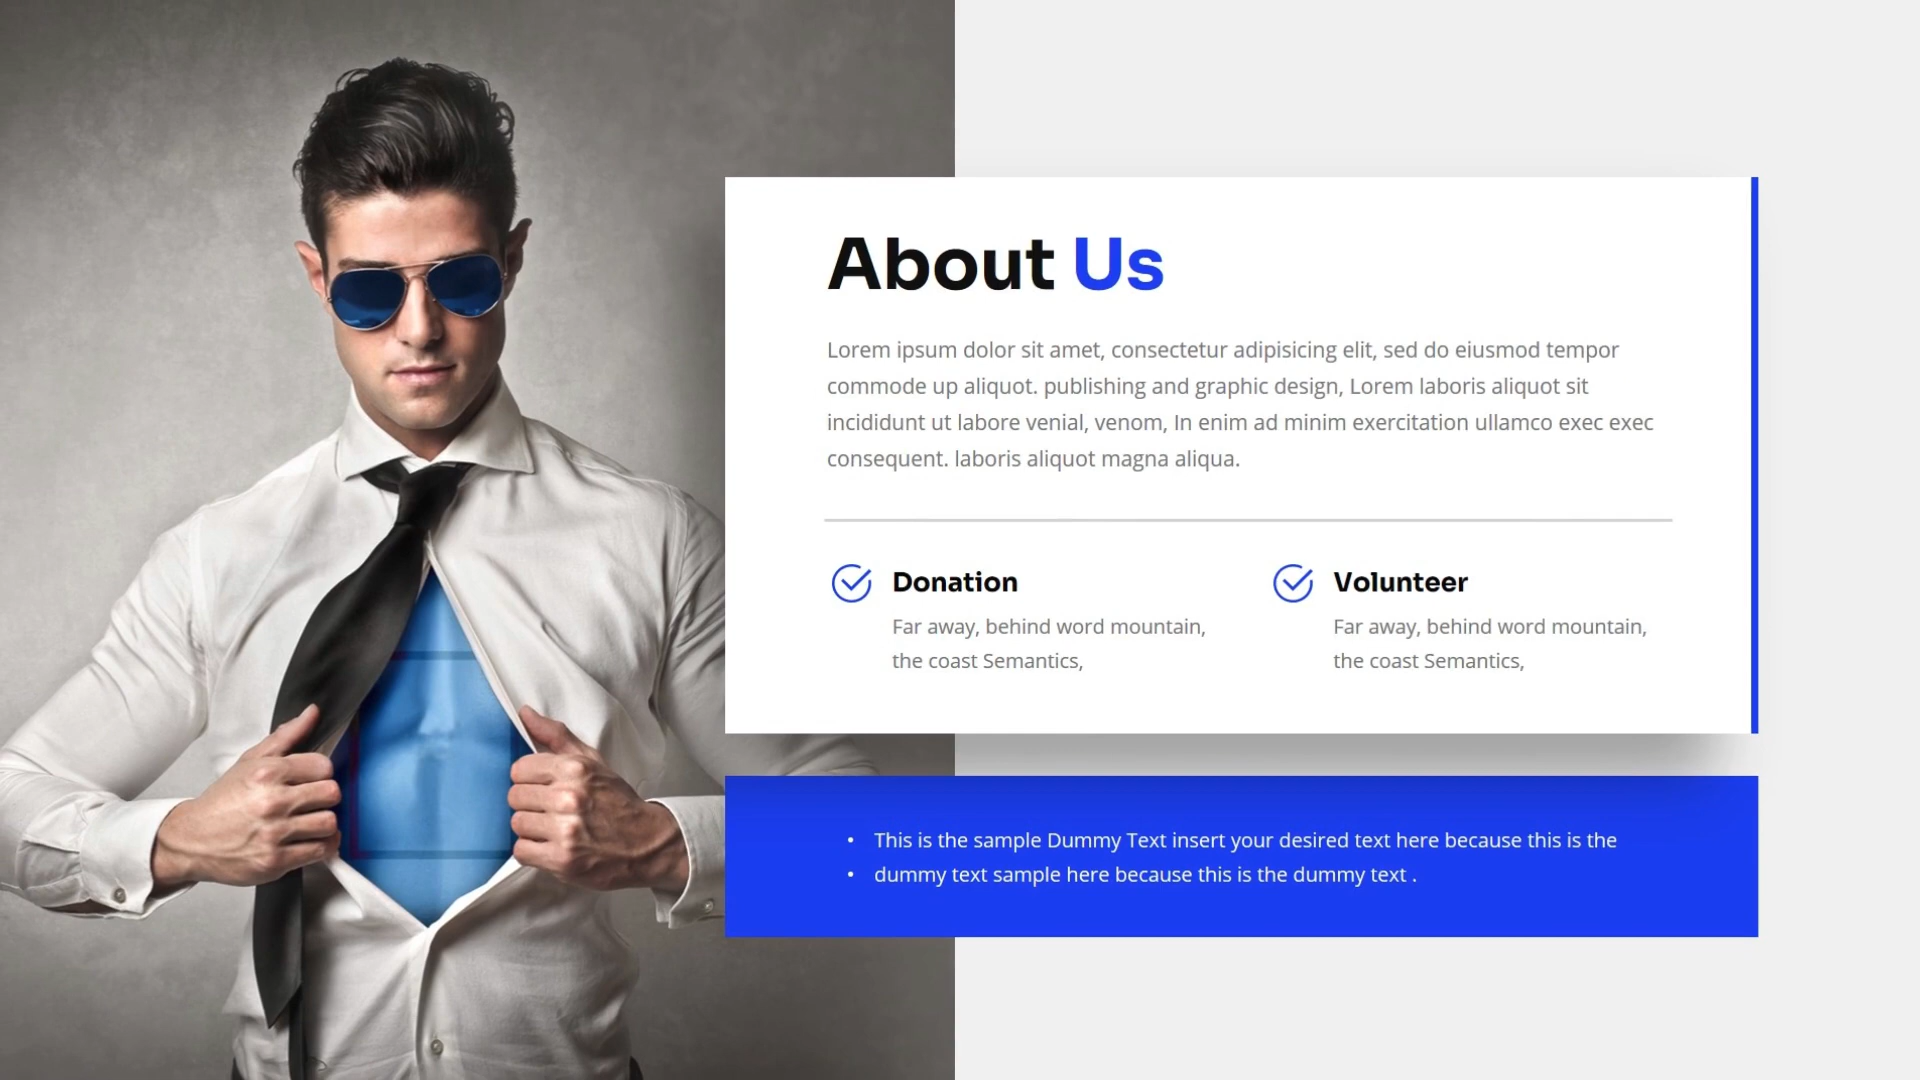 About Us
Lorem ipsum dolor sit amet, consectetur adipisicing elit, sed do eiusmod tempor
commode up aliquot. publishing and graphic design, Lorem laboris aliquot sit
incididunt ut labore venial, venom, In enim ad minim exercitation ullamco exec exec
consequent. laboris aliquot magna aliqua.
Donation
Far away, behind word mountain,
the coast Semantics,
Volunteer
Far away, behind word mountain,
the coast Semantics,
• This is the sample Dummy Text insert your desired text here because this is the
• dummy text sample here because this is the dummy text .